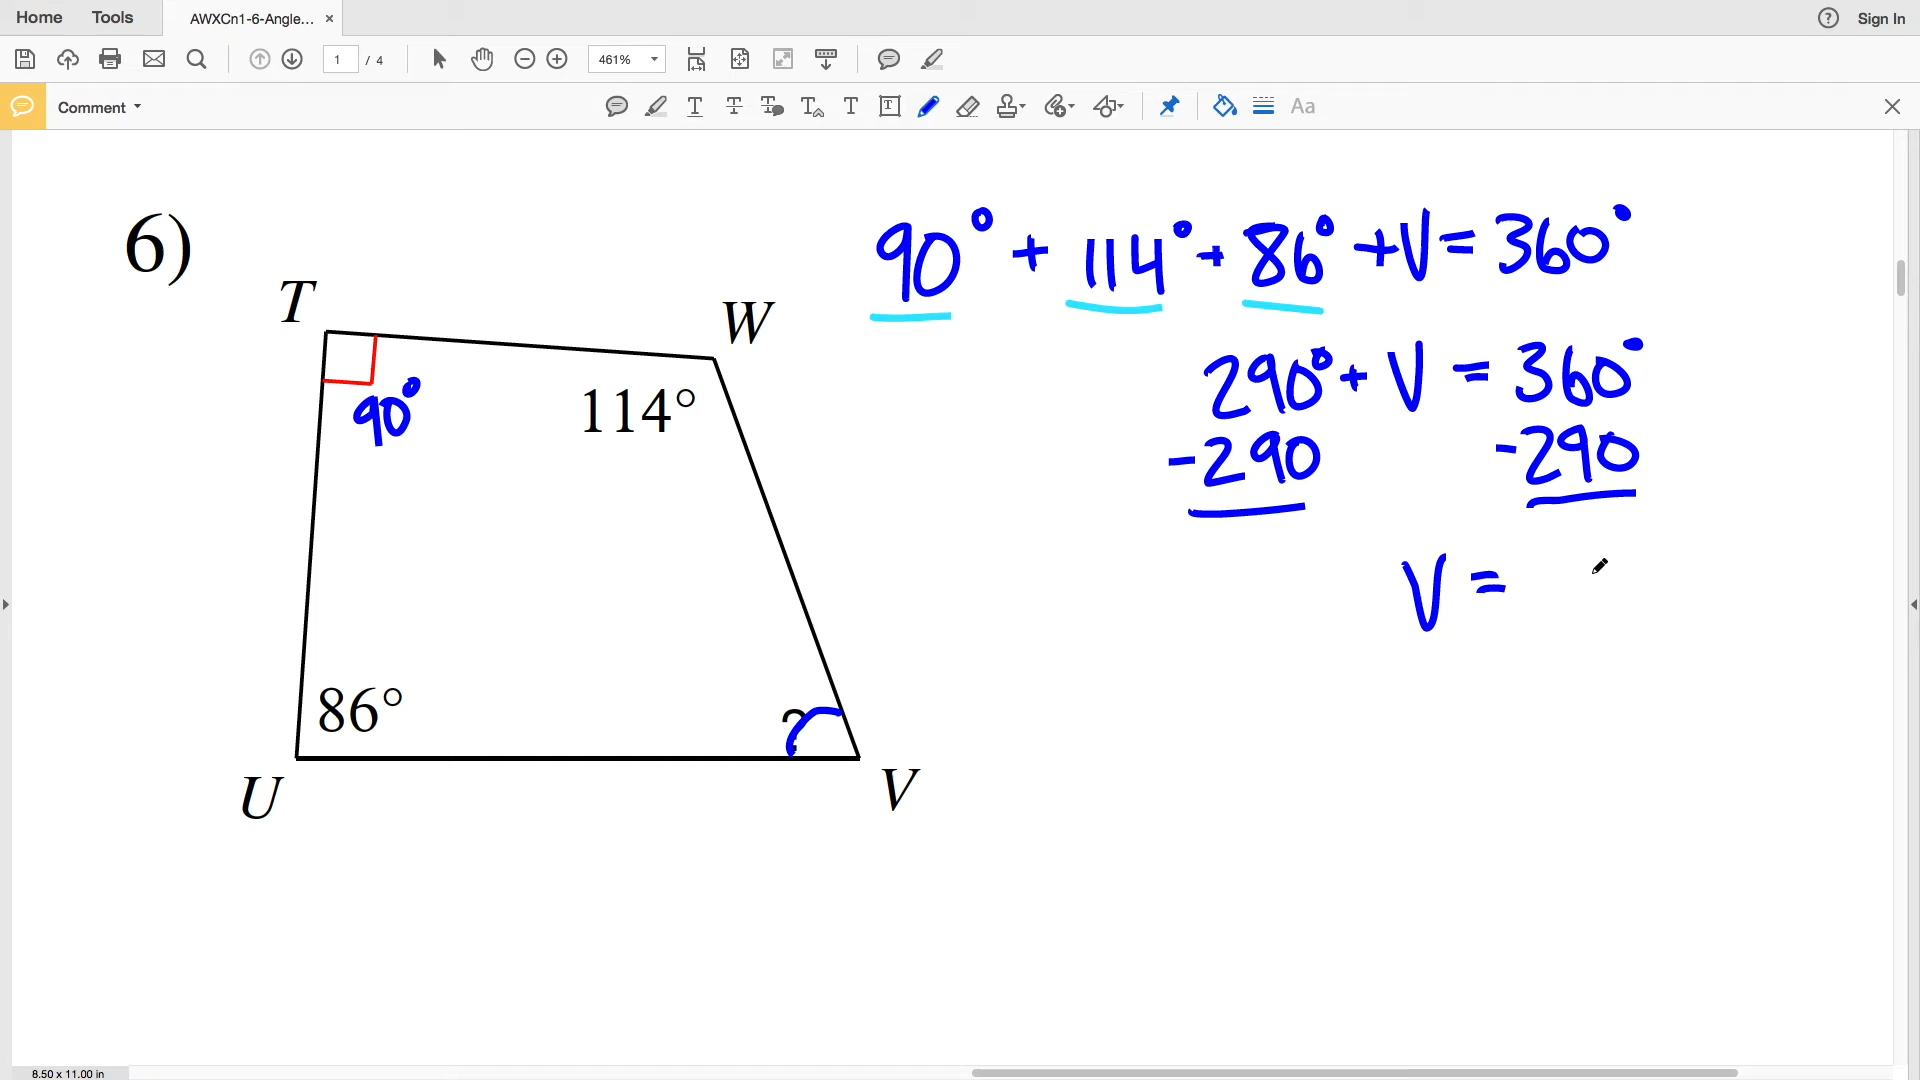 Home Tools AWXCn1-6-Angle... × ? Sign In
1 / 4 461%
Comment Aa
6)
90° + 114° + 86° + V = 360°
T W
290° + V = 360°
90° 114°
-290 -290
V =
86° ?
U V
8.50 x 11.00 in